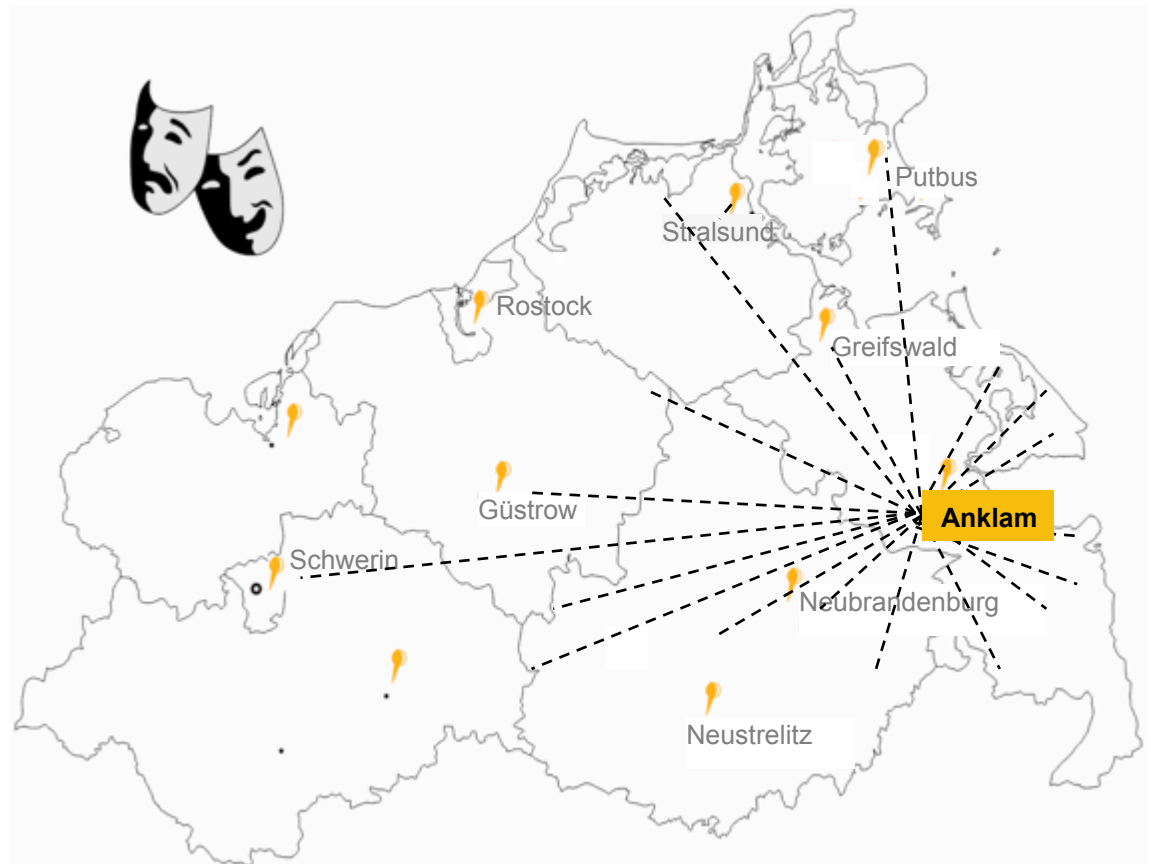 Putbus
Stralsund
Rostock
Greifswald
Güstrow
Anklam
Schwerin
Neubrandenburg
Neustrelitz